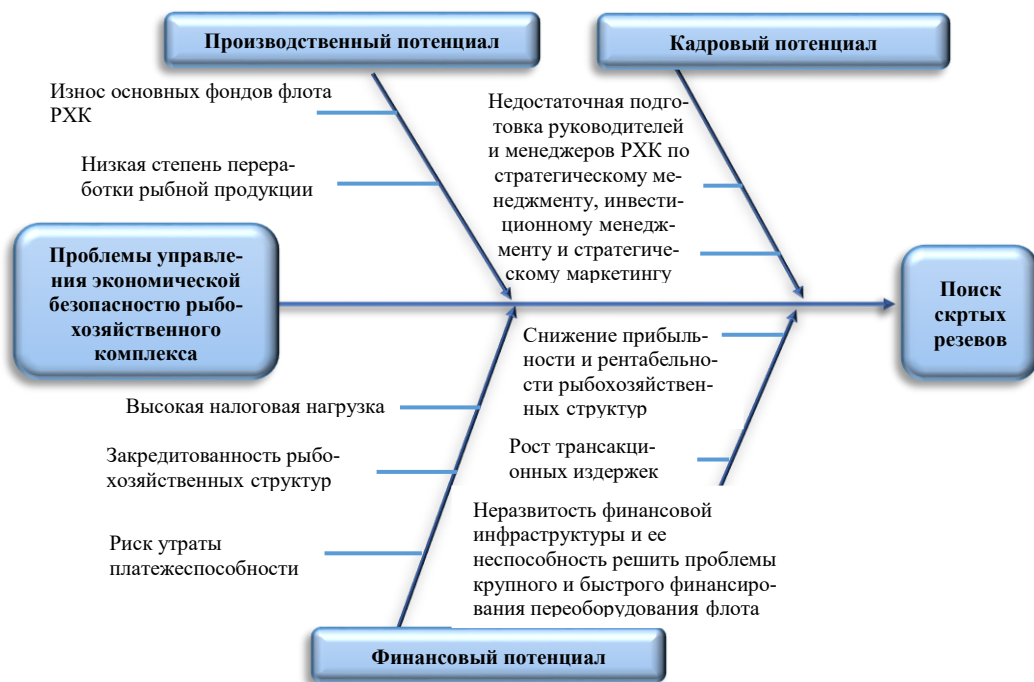 Производственный потенциал
Кадровый потенциал
Износ основных фондов флота
РХК
Низкая степень перера-
ботки рыбной продукции
Недостаточная подго-
товка руководителей
и менеджеров РХК по
стратегическому ме-
неджменту, инвести-
ционному менедж-
менту и стратегиче-
скому маркетингу
Проблемы управле-
ния экономической
безопасностью рыбо-
хозяйственного
комплекса
Поиск
скртых
резевов
Снижение прибыль-
ности и рентабельно-
сти рыбохозяйствен-
ных структур
Высокая налоговая нагрузка
Закредитованность рыбо-
хозяйственных структур
Рост трансакци-
онных издержек
Риск утраты
платежеспособности
Неразвитость финансовой
инфраструктуры и ее
неспособность решить проблемы
крупного и быстрого финансиро-
вания переоборудования флота
Финансовый потенциал